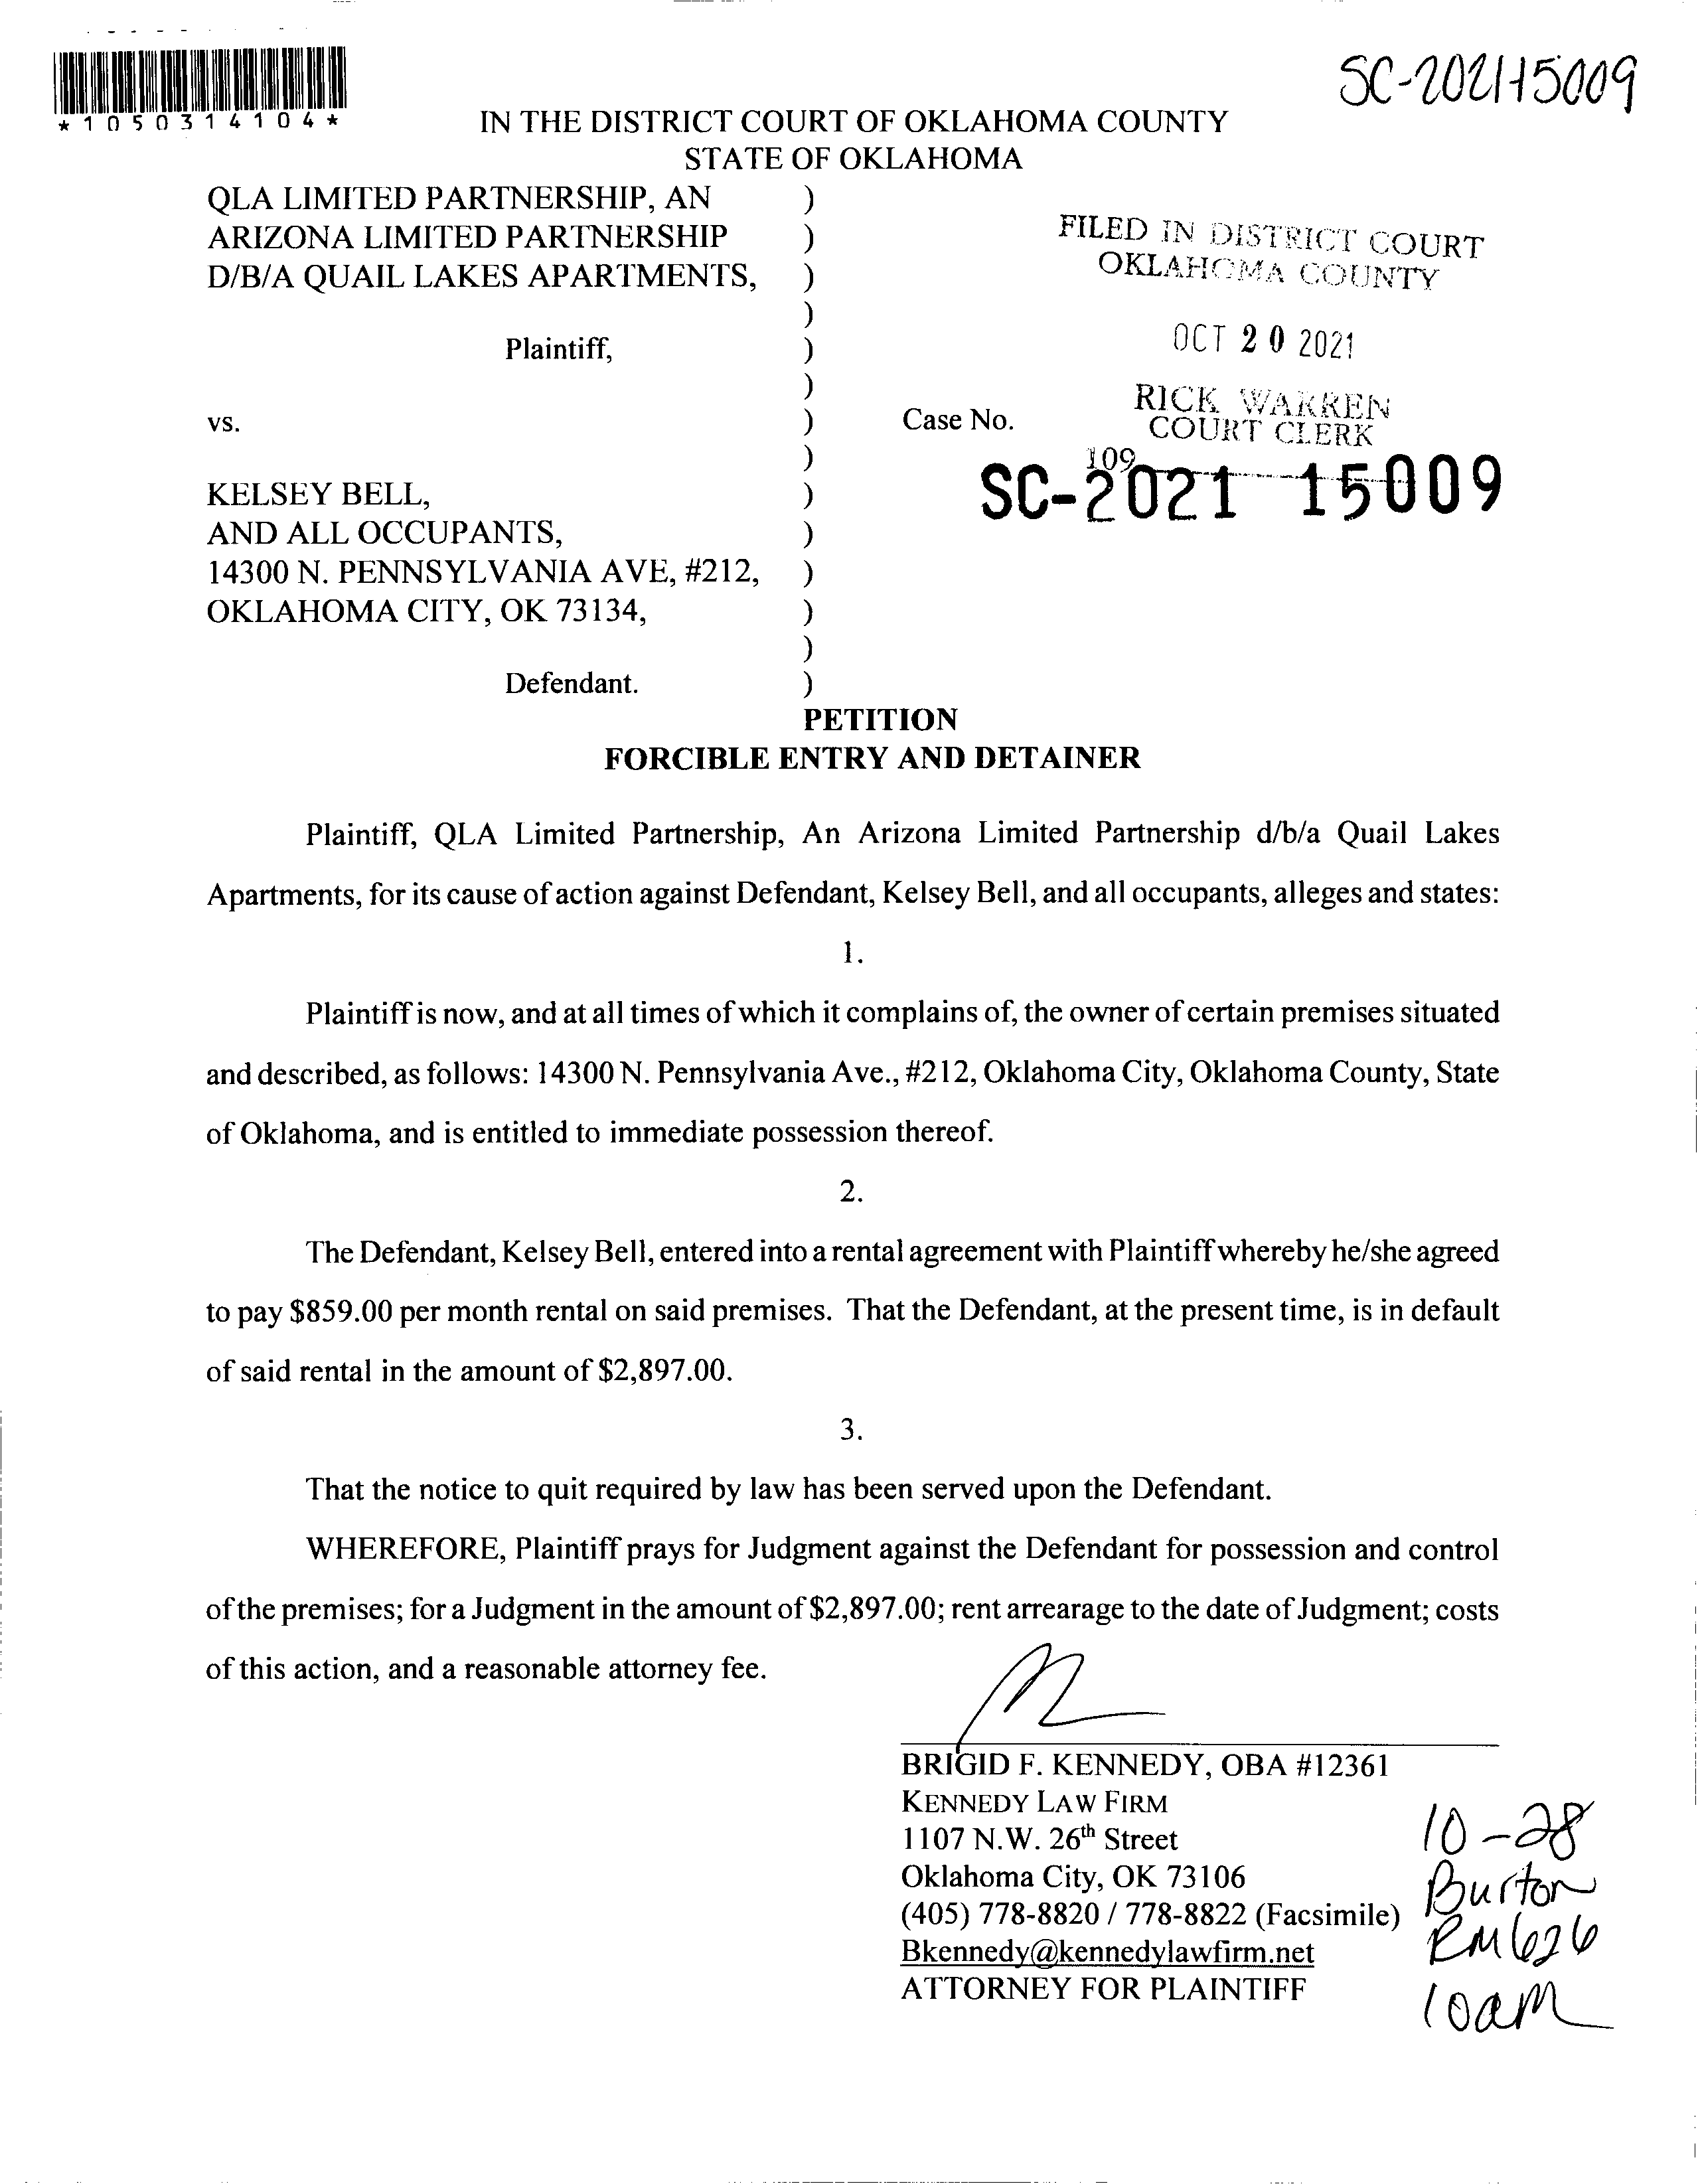 SC-2021-15009
*1050314104*
IN THE DISTRICT COURT OF OKLAHOMA COUNTY
STATE OF OKLAHOMA
QLA LIMITED PARTNERSHIP, AN )
ARIZONA LIMITED PARTNERSHIP )
D/B/A QUAIL LAKES APARTMENTS, )
)
Plaintiff, )
)
vs. )
)
KELSEY BELL, )
AND ALL OCCUPANTS, )
14300 N. PENNSYLVANIA AVE, #212, )
OKLAHOMA CITY, OK 73134, )
)
Defendant. )
FILED IN DISTRICT COURT
OKLAHOMA COUNTY
OCT 20 2021
RICK WARREN
COURT CLERK
Case No.
109
SC-2021 15009
PETITION
FORCIBLE ENTRY AND DETAINER
Plaintiff, QLA Limited Partnership, An Arizona Limited Partnership d/b/a Quail Lakes
Apartments, for its cause of action against Defendant, Kelsey Bell, and all occupants, alleges and states:
1.
Plaintiff is now, and at all times of which it complains of, the owner of certain premises situated
and described, as follows: 14300 N. Pennsylvania Ave., #212, Oklahoma City, Oklahoma County, State
of Oklahoma, and is entitled to immediate possession thereof.
2.
The Defendant, Kelsey Bell, entered into a rental agreement with Plaintiff whereby he/she agreed
to pay $859.00 per month rental on said premises. That the Defendant, at the present time, is in default
of said rental in the amount of $2,897.00.
3.
That the notice to quit required by law has been served upon the Defendant.
WHEREFORE, Plaintiff prays for Judgment against the Defendant for possession and control
of the premises; for a Judgment in the amount of $2,897.00; rent arrearage to the date of Judgment; costs
of this action, and a reasonable attorney fee.
BRIGID F. KENNEDY, OBA #12361
KENNEDY LAW FIRM
1107 N.W. 26th Street
Oklahoma City, OK 73106
(405) 778-8820 / 778-8822 (Facsimile)
Bkennedy@kennedylawfirm.net
ATTORNEY FOR PLAINTIFF
10-28
Burton
RM 626
10am